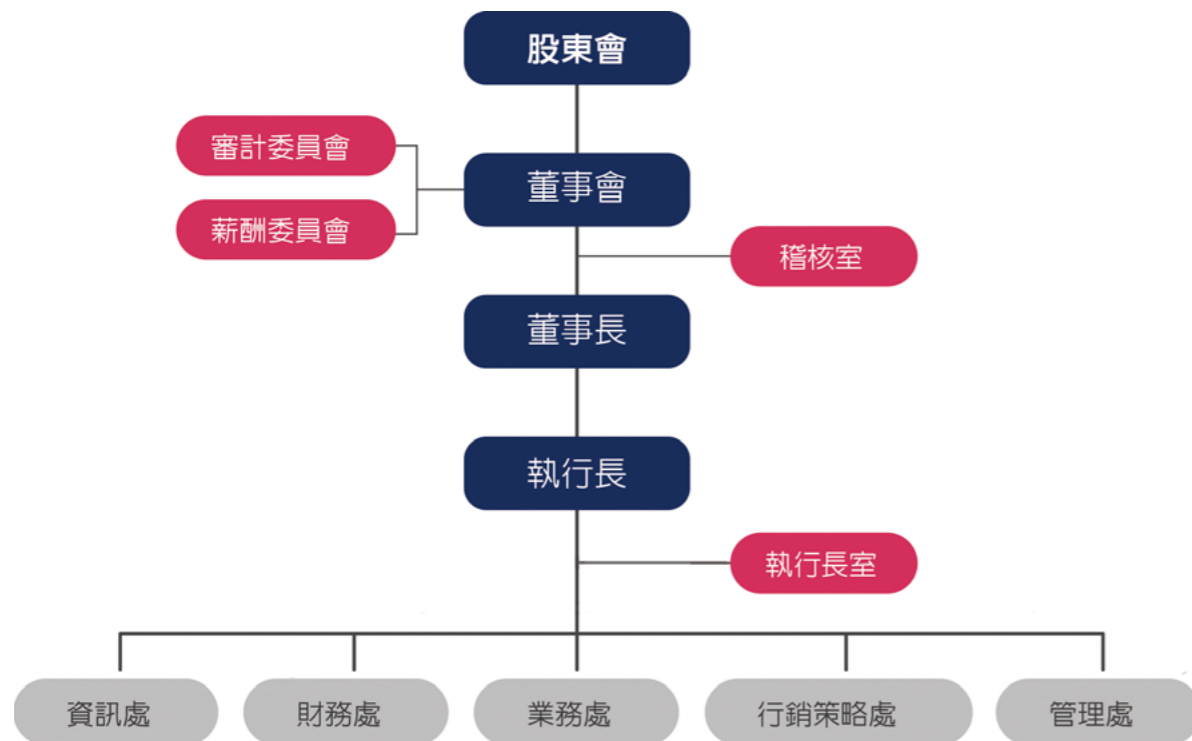 股東會
審計委員會
董事會
薪酬委員會
稽核室
董事長
執行長
執行長室
資訊處
財務處
業務處
行銷策略處
管理處